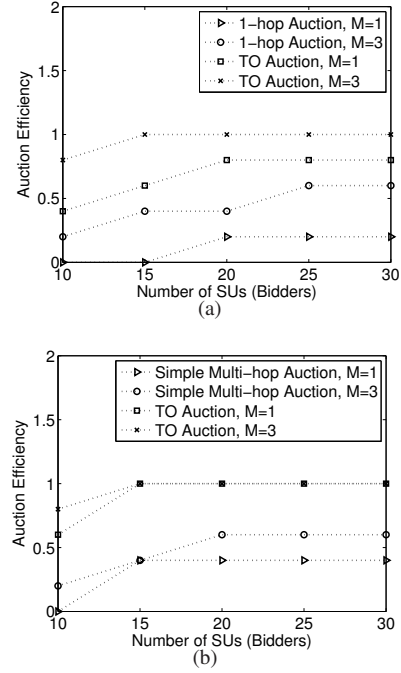 2
1.5
1
0.5
0
10
15
20
25
30
Auction Efficiency
Number of SUs (Bidders)
1−hop Auction, M=1
1−hop Auction, M=3
TO Auction, M=1
TO Auction, M=3
(a)
2
1.5
1
0.5
0
10
15
20
25
30
Auction Efficiency
Number of SUs (Bidders)
Simple Multi−hop Auction, M=1
Simple Multi−hop Auction, M=3
TO Auction, M=1
TO Auction, M=3
(b)